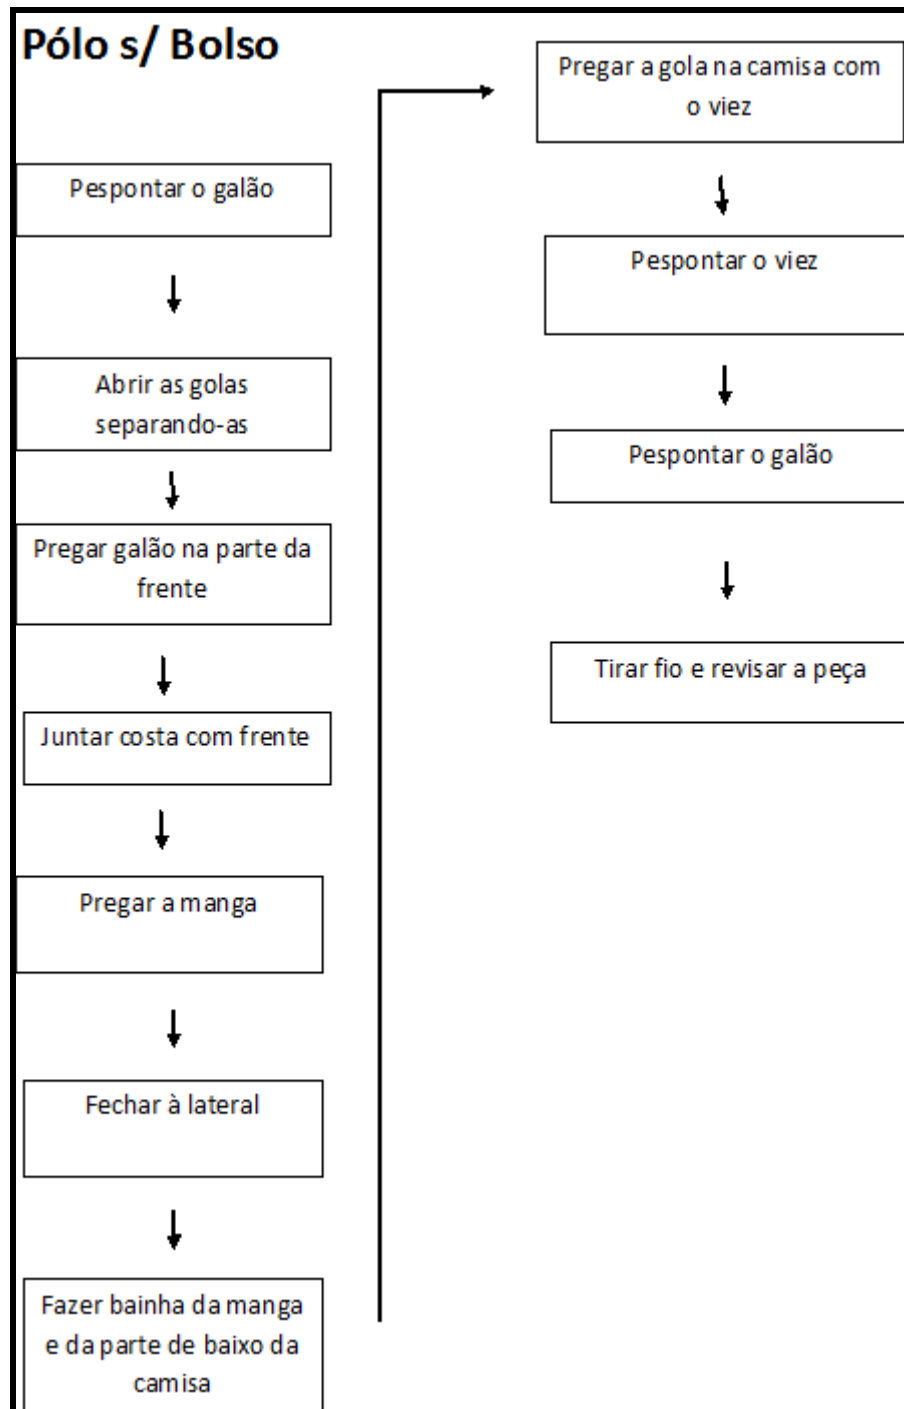 Pólo s/ Bolso
Pespontar o galão
Abrir as golas
separando-as
Pregar galão na parte da
frente
Juntar costa com frente
Pregar a manga
Fechar à lateral
Fazer bainha da manga
e da parte de baixo da
camisa
Pregar a gola na camisa com
o viez
Pespontar o viez
Pespontar o galão
Tirar fio e revisar a peça